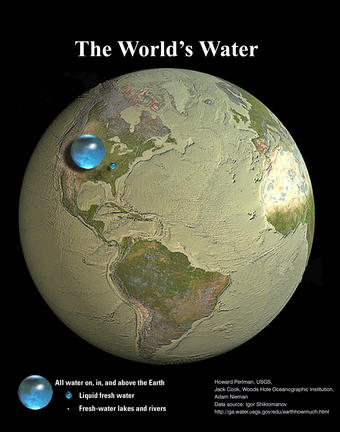 The World's Water
All water on, in, and above the Earth
Liquid fresh water
Fresh-water lakes and rivers
Howard Perlman, USGS,
Jack Cook, Woods Hole Oceanographic Institution,
Adam Nieman
Data source: Igor Shiklomanov
http://ga.water.usgs.gov/edu/earthhowmuch.html